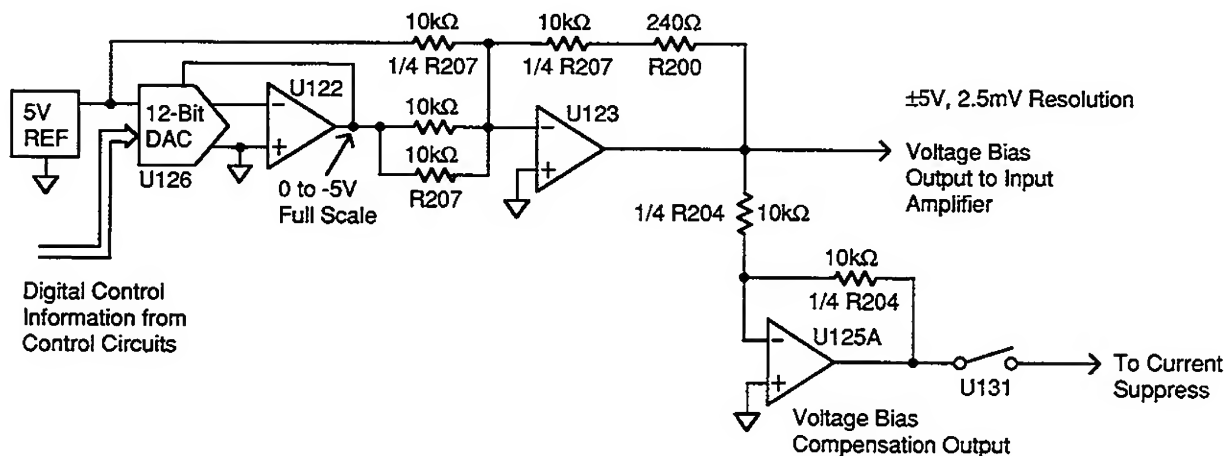 10kΩ
1/4 R207
10kΩ
1/4 R207
240Ω
R200
5V
REF
12-Bit
DAC
U126
U122
−
+
10kΩ
10kΩ
R207
0 to -5V
Full Scale
U123
−
+
±5V, 2.5mV Resolution
Voltage Bias
Output to Input
Amplifier
1/4 R204
10kΩ
10kΩ
1/4 R204
Digital Control
Information from
Control Circuits
U125A
−
+
U131
To Current
Suppress
Voltage Bias
Compensation Output